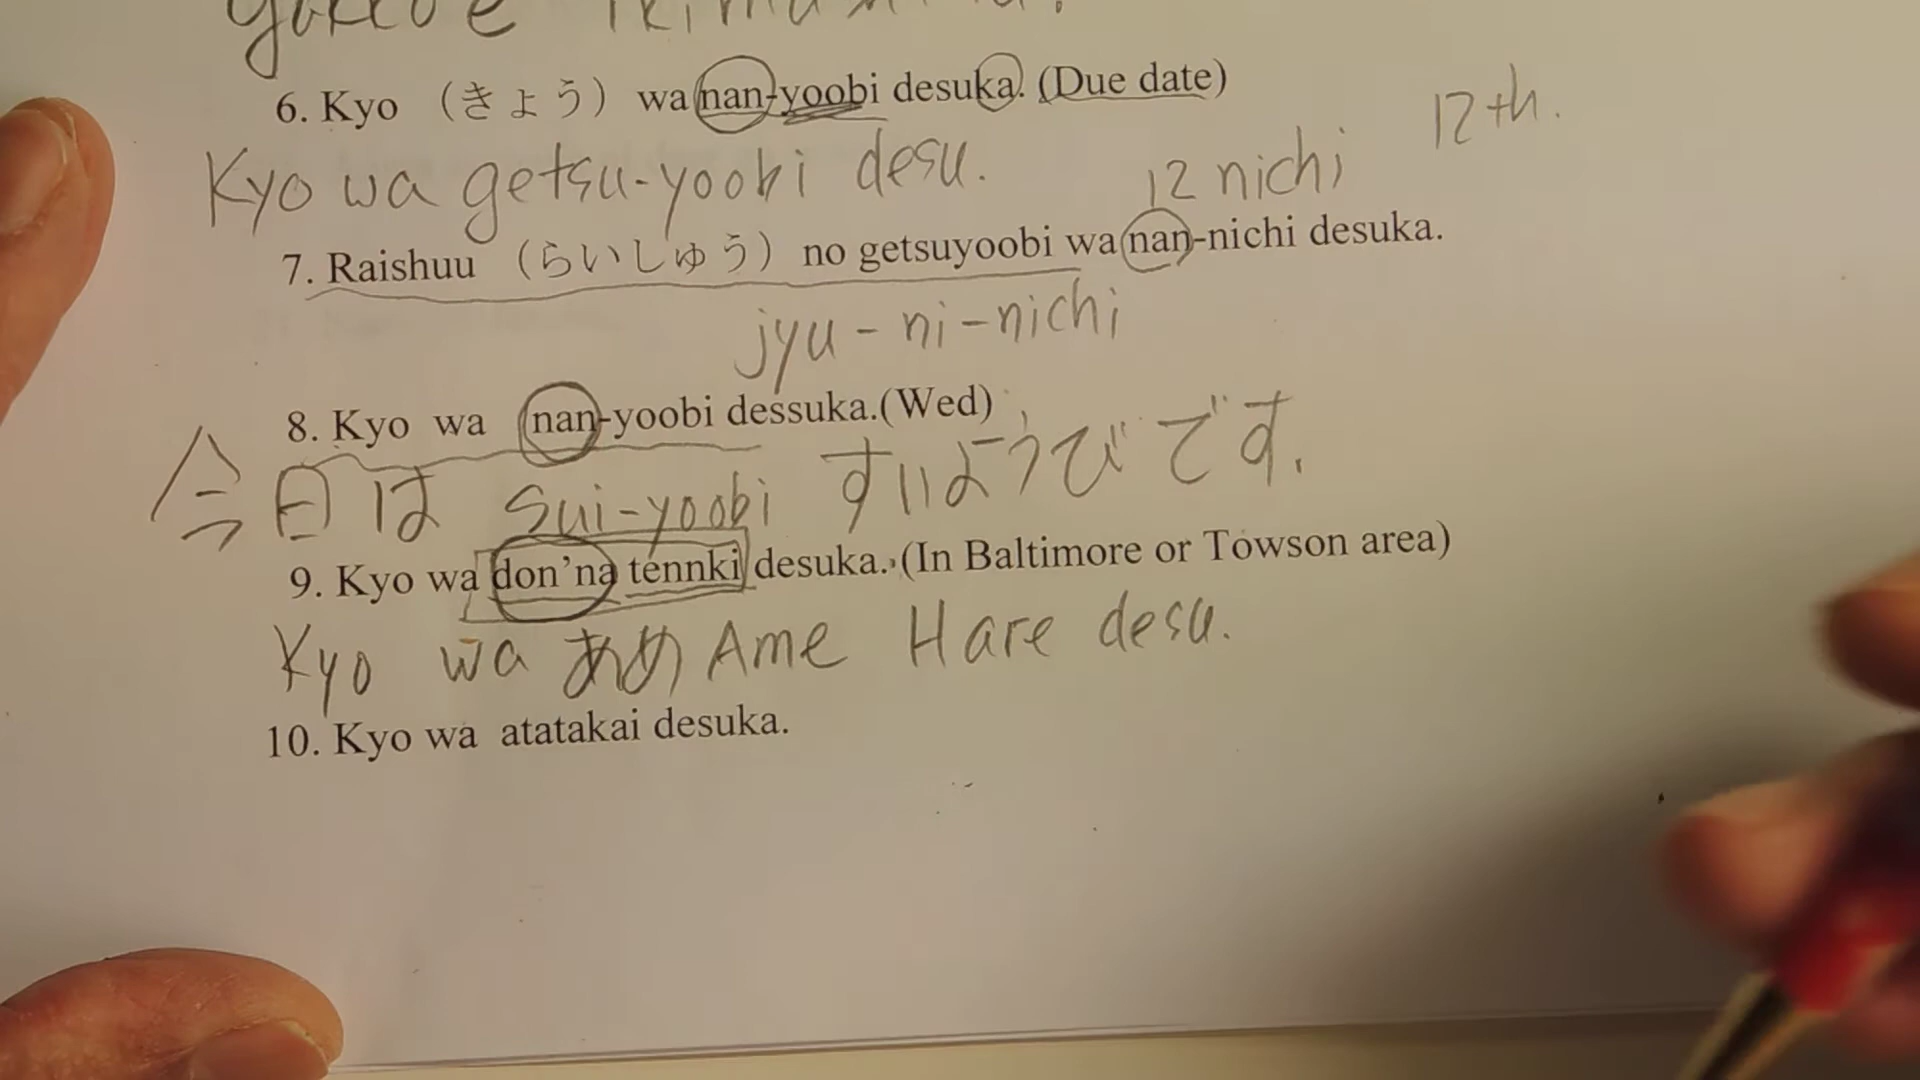 6. Kyo （きょう） wa nan-yoobi desuka. (Due date)
12th.
Kyo wa getsu-yoobi desu.
12 nichi
7. Raishuu （らいしゅう） no getsuyoobi wa nan-nichi desuka.
jyu-ni-nichi
8. Kyo wa nan-yoobi dessuka.(Wed)
今日は sui-yoobi すいようびです.
9. Kyo wa don’na tennki desuka. (In Baltimore or Towson area)
Kyo wa あめ Ame Hare desu.
10. Kyo wa atatakai desuka.